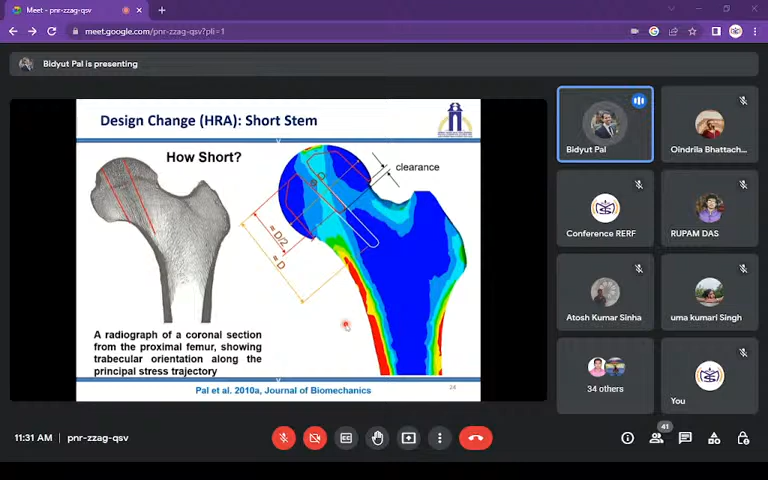 Meet - pnr-zzag-qsv
meet.google.com/pnr-zzag-qsv?pli=1
Bidyut Pal is presenting
Design Change (HRA): Short Stem
How Short?
clearance
D
≈ D/2
≈ D
A radiograph of a coronal section
from the proximal femur, showing
trabecular orientation along the
principal stress trajectory
Pal et al. 2010a, Journal of Biomechanics
24
Bidyut Pal
Oindrila Bhattach...
Conference RERF
RUPAM DAS
Atosh Kumar Sinha
uma kumari Singh
34 others
You
11:31 AM | pnr-zzag-qsv
41